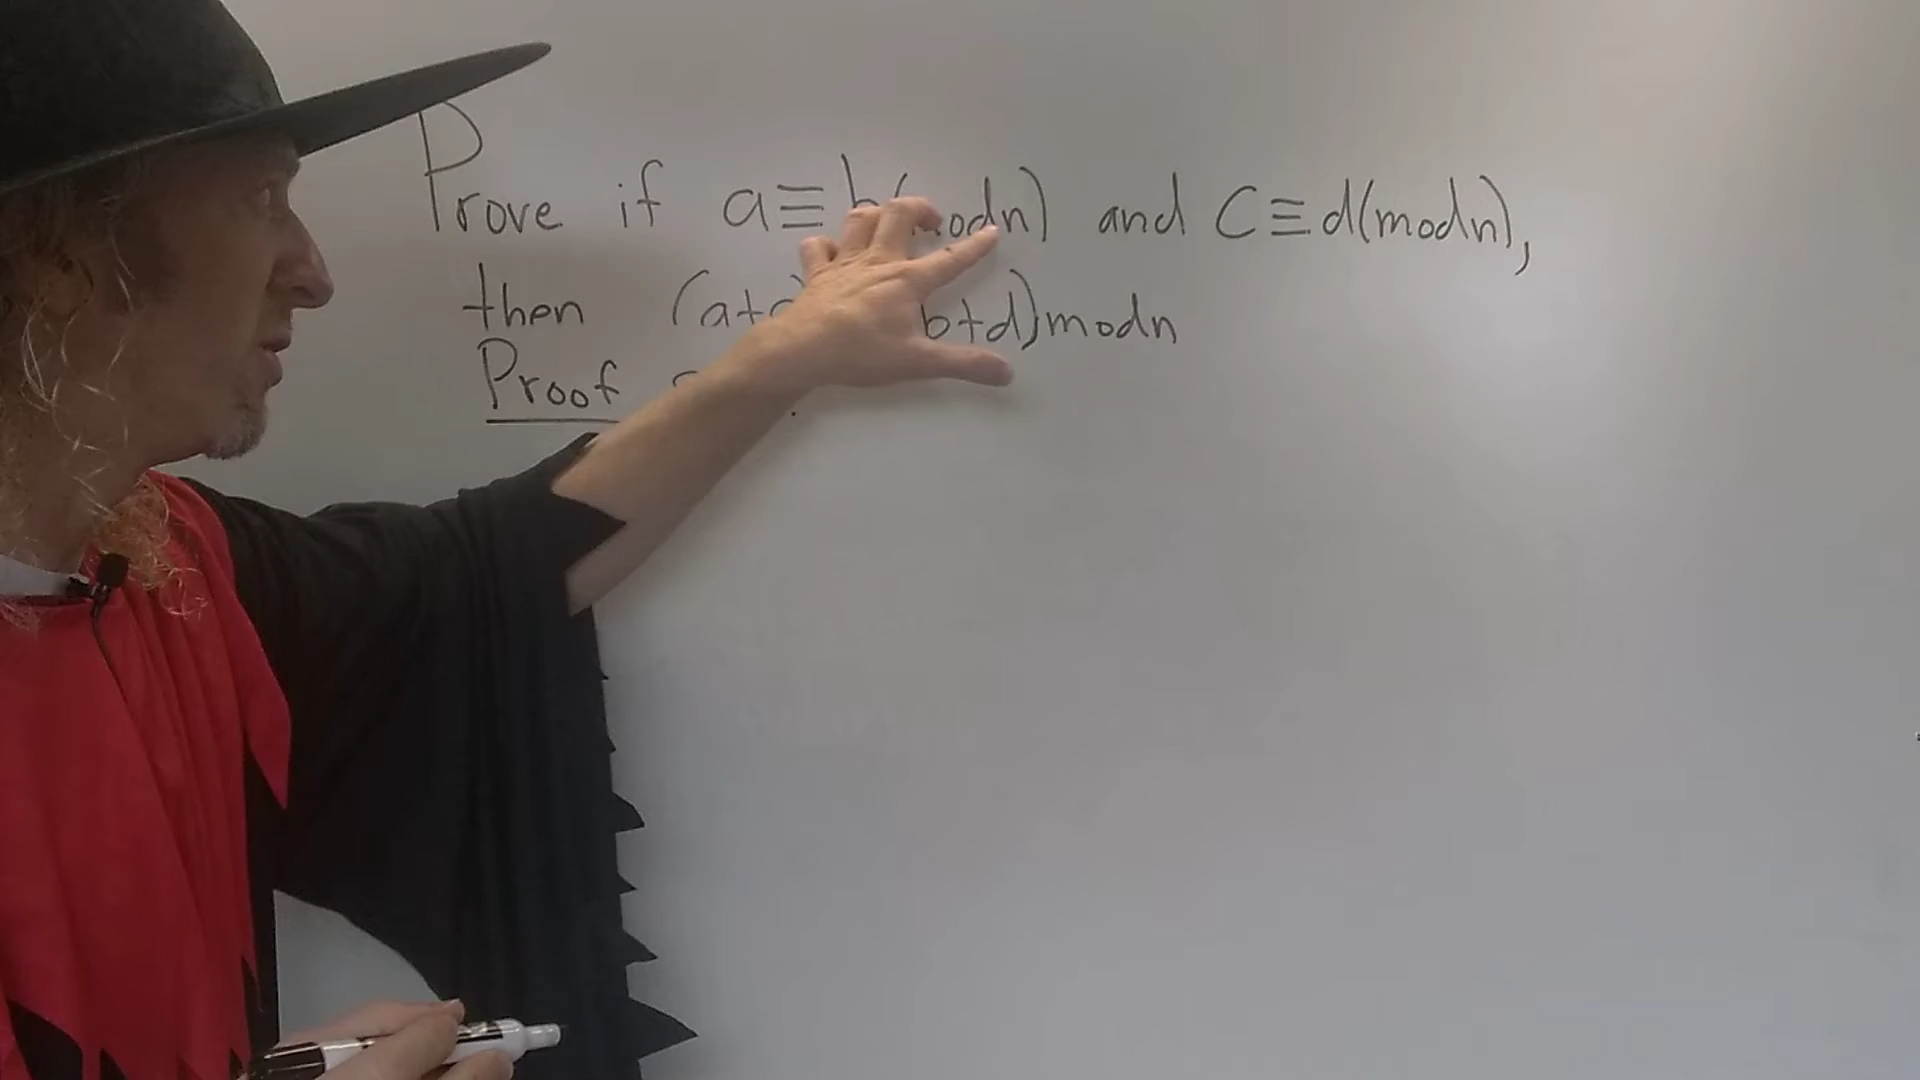 Prove if a≡b(modn) and c≡d(modn),
then (a+c) b+d)modn
Proof